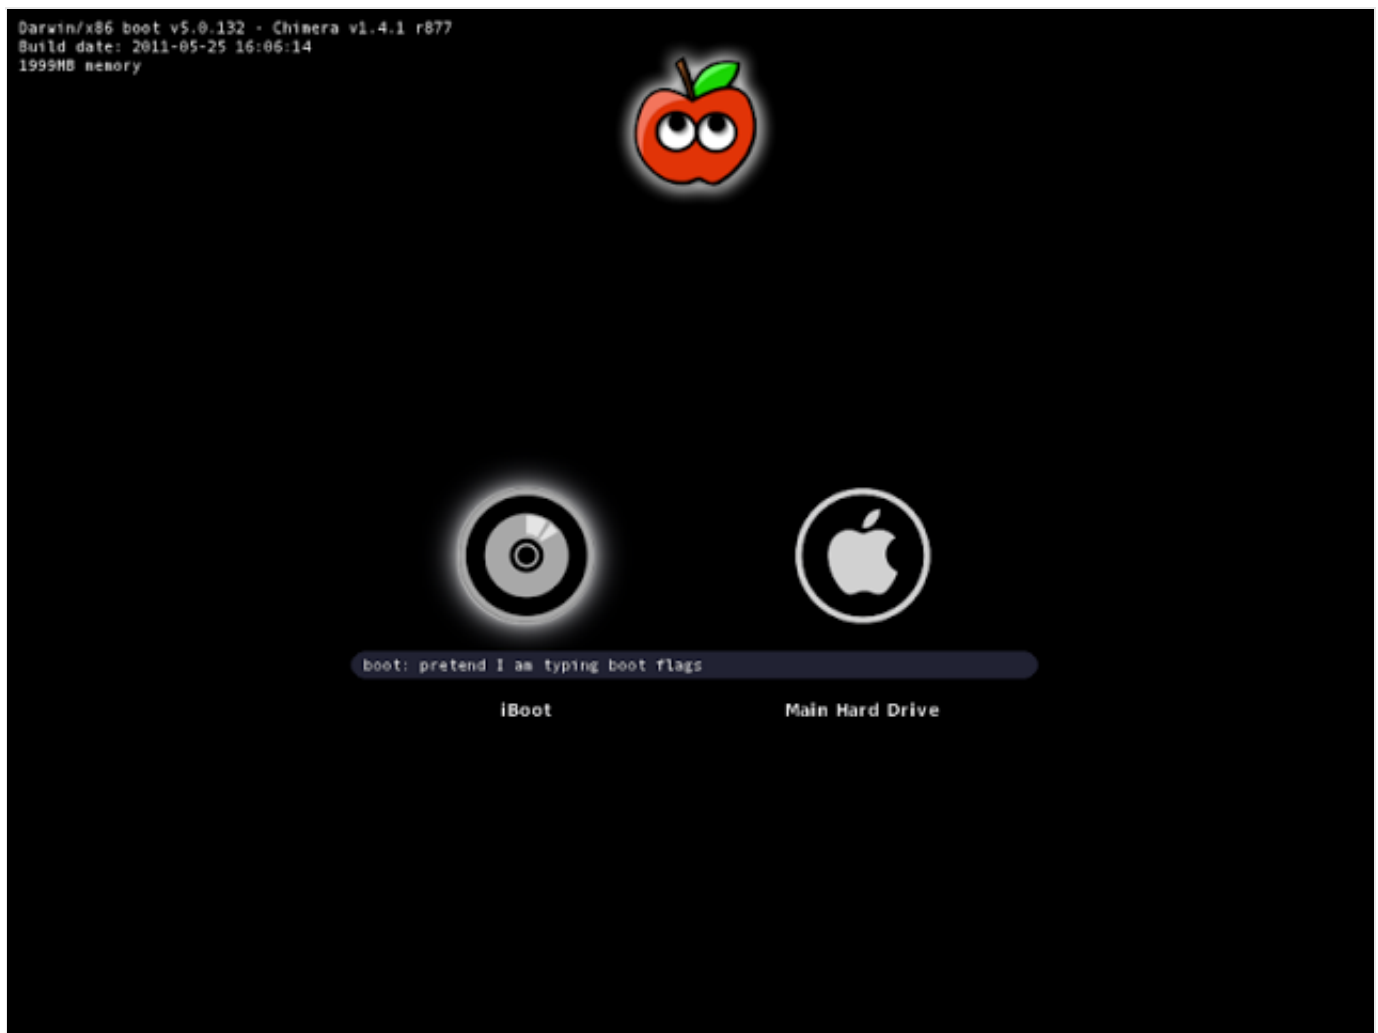 Darwin/x86 boot v5.0.132 - Chimera v1.4.1 r877
Build date: 2011-05-25 16:06:14
1999MB memory
boot: pretend I am typing boot flags
iBoot
Main Hard Drive